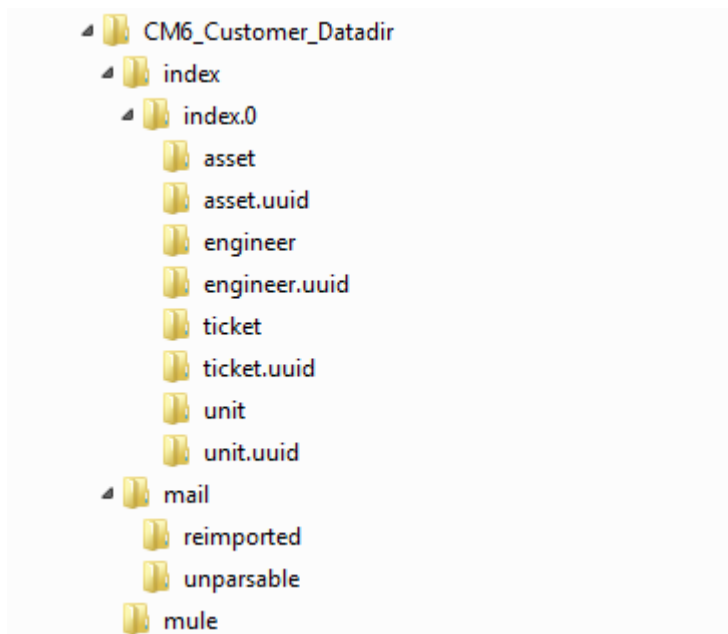 CM6_Customer_Datadir
index
index.0
asset
asset.uuid
engineer
engineer.uuid
ticket
ticket.uuid
unit
unit.uuid
mail
reimported
unparsable
mule